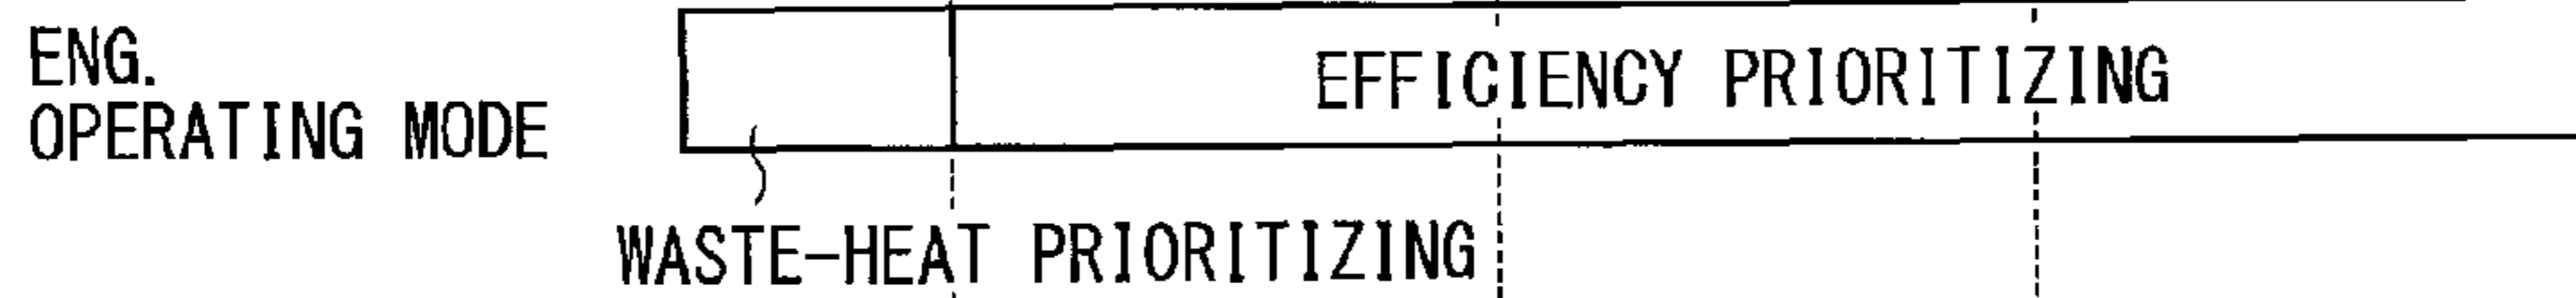 ENG.
OPERATING MODE
EFFICIENCY PRIORITIZING
WASTE-HEAT PRIORITIZING